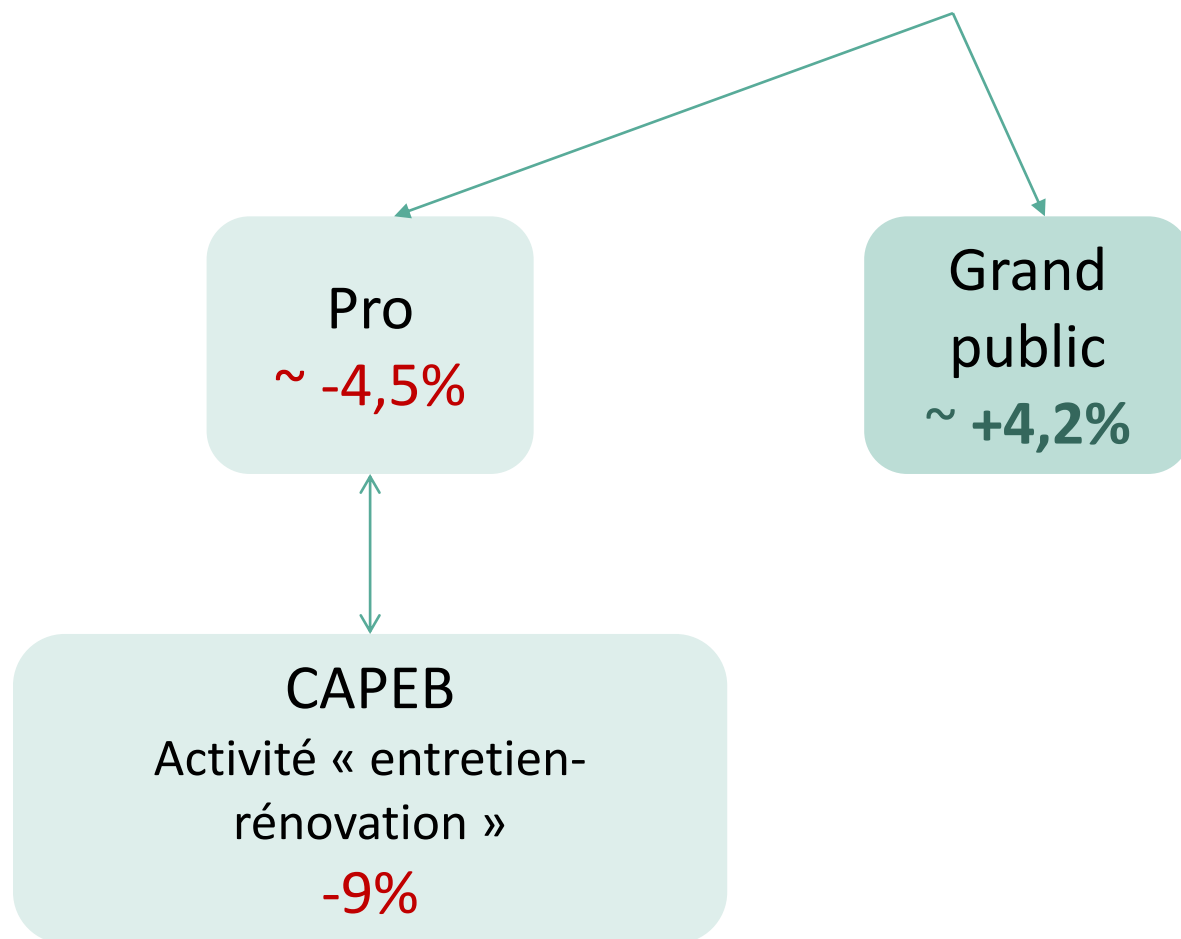 Pro
~ -4,5%
Grand
public
~ +4,2%
CAPEB
Activité « entretien-
rénovation »
-9%